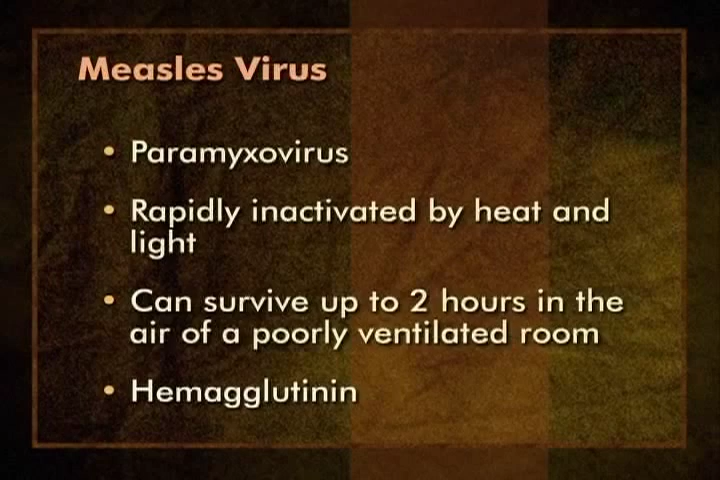 Measles Virus
• Paramyxovirus
• Rapidly inactivated by heat and
light
• Can survive up to 2 hours in the
air of a poorly ventilated room
• Hemagglutinin